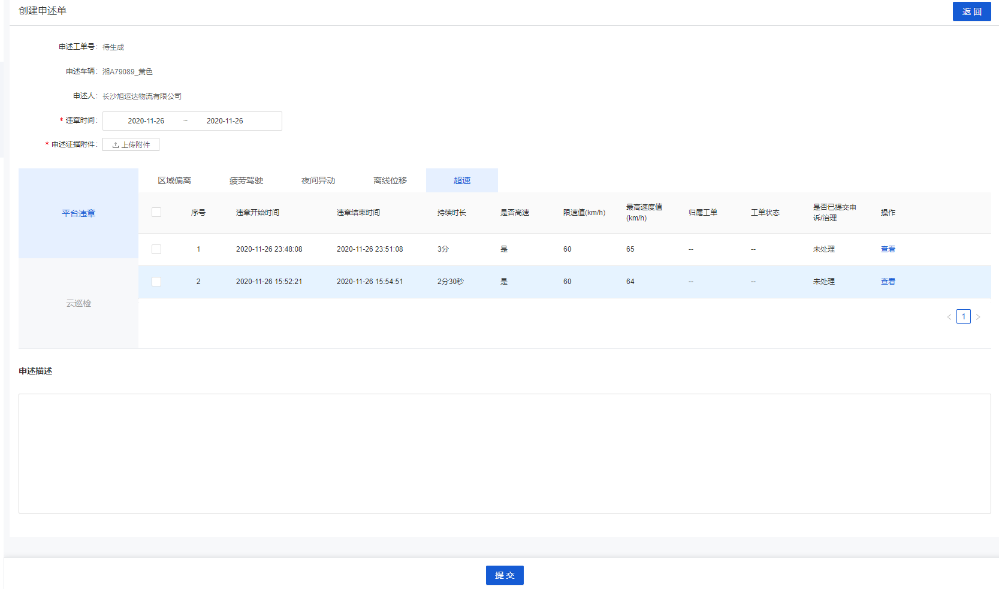 创建申述单
返 回
申述工单号: 待生成
申述车辆: 湘A79089_黄色
申述人: 长沙旭运达物流有限公司
* 违章时间: 2020-11-26 ~ 2020-11-26
* 申述证据附件: 上传附件
区域偏离 疲劳驾驶 夜间异动 离线位移 超速
平台违章
云巡检
序号 违章开始时间 违章结束时间 持续时长 是否高速 限速值(km/h) 最高速度值(km/h) 归属工单 工单状态 是否已提交申诉/治理 操作
1 2020-11-26 23:48:08 2020-11-26 23:51:08 3分 是 60 65 -- -- 未处理 查看
2 2020-11-26 15:52:21 2020-11-26 15:54:51 2分30秒 是 60 64 -- -- 未处理 查看
< 1 >
申述描述
提 交